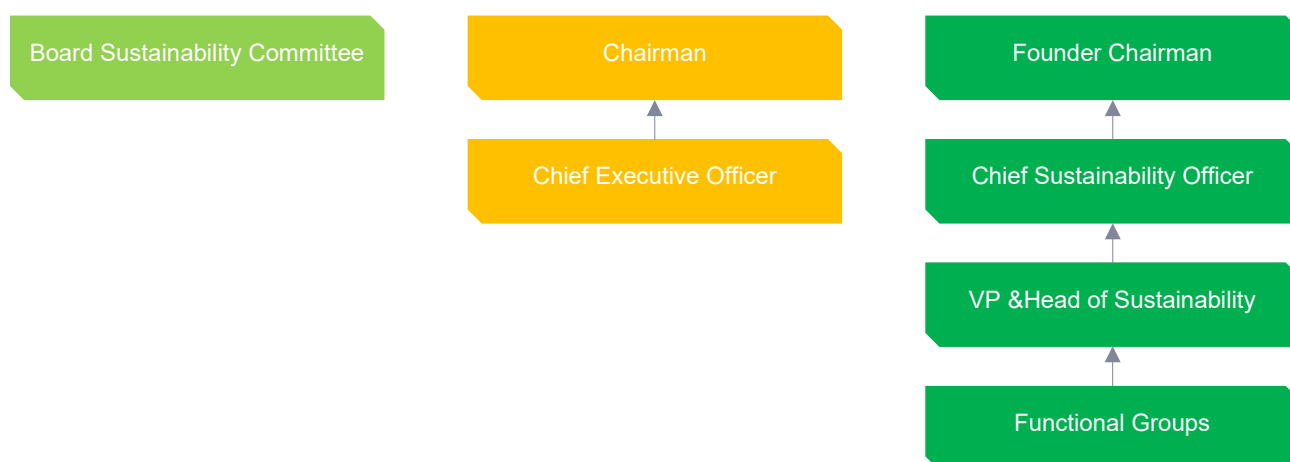 Board Sustainability Committee
Chairman
Founder Chairman
Chief Executive Officer
Chief Sustainability Officer
VP &Head of Sustainability
Functional Groups